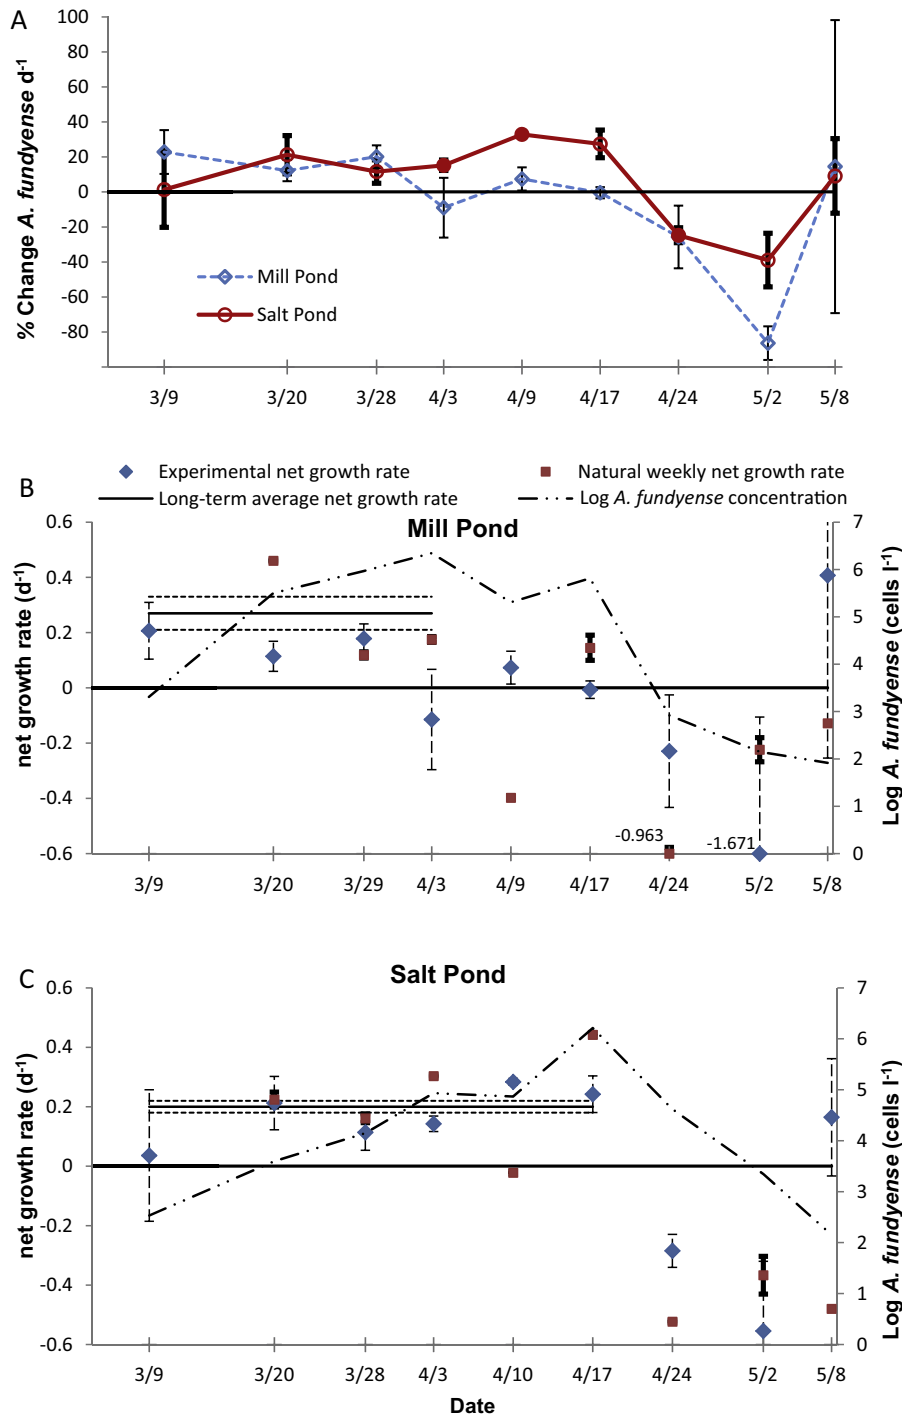 A
% Change A. fundyense d-1
100
80
60
40
20
0
-20
-40
-60
-80
Mill Pond
Salt Pond
3/9 3/20 3/28 4/3 4/9 4/17 4/24 5/2 5/8
Experimental net growth rate
Natural weekly net growth rate
Long-term average net growth rate
Log A. fundyense concentration
B
Mill Pond
net growth rate (d-1)
0.6
0.4
0.2
0
-0.2
-0.4
-0.6
-0.963
-1.671
7
6
5
4
3
2
1
0
Log A. fundyense (cells l-1)
3/9 3/20 3/29 4/3 4/9 4/17 4/24 5/2 5/8
C
Salt Pond
net growth rate (d-1)
0.6
0.4
0.2
0
-0.2
-0.4
-0.6
7
6
5
4
3
2
1
0
Log A. fundyense (cells l-1)
3/9 3/20 3/28 4/3 4/10 4/17 4/24 5/2 5/8
Date